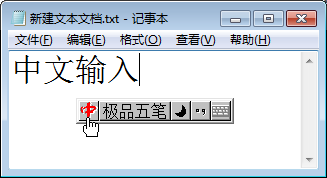 新建文本文档.txt - 记事本
文件(F) 编辑(E) 格式(O) 查看(V) 帮助(H)
中文输入
中 极品五笔